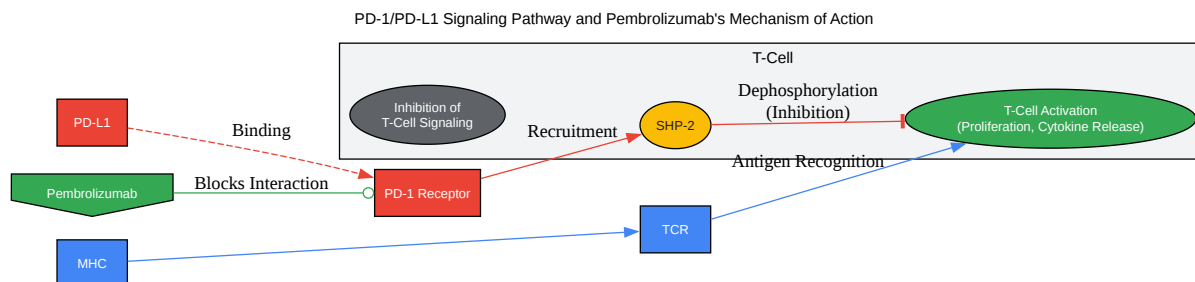 PD-1/PD-L1 Signaling Pathway and Pembrolizumab's Mechanism of Action
T-Cell
Inhibition of
T-Cell Signaling
PD-L1
Binding
Recruitment
SHP-2
Dephosphorylation
(Inhibition)
T-Cell Activation
(Proliferation, Cytokine Release)
Pembrolizumab
Blocks Interaction
PD-1 Receptor
Antigen Recognition
MHC
TCR